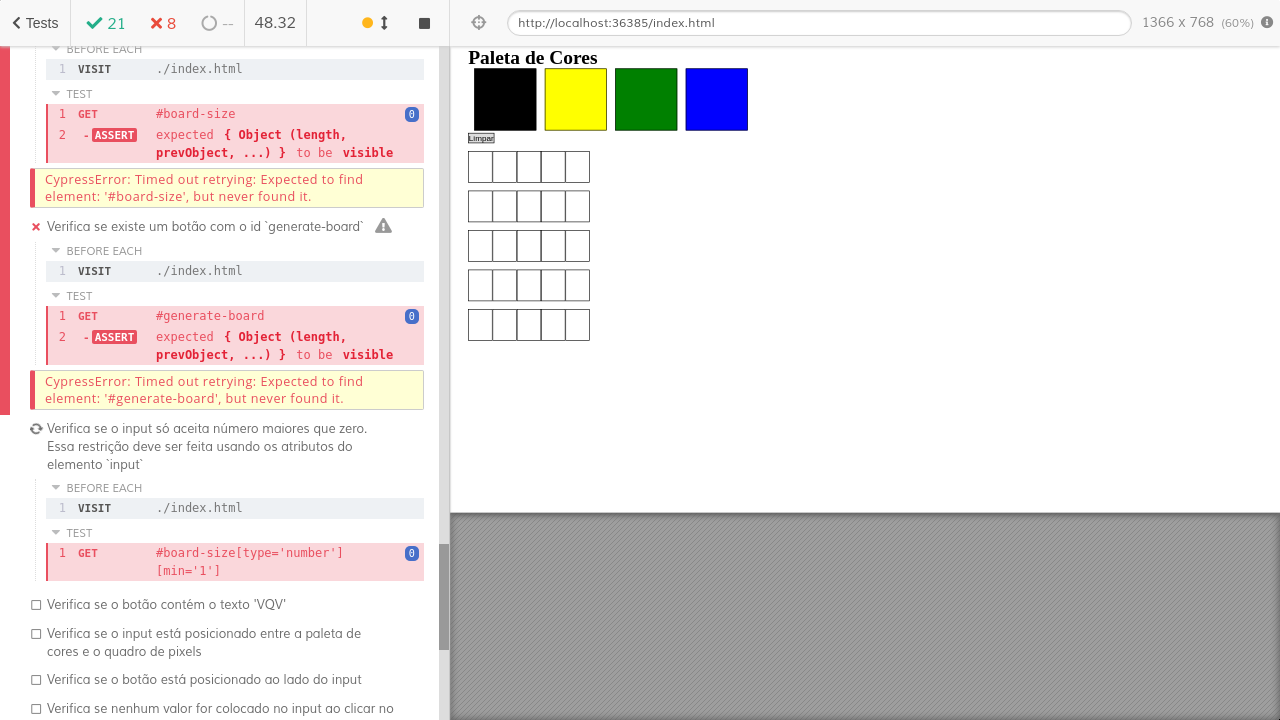 Tests 21 8 -- 48.32 http://localhost:36385/index.html 1366 x 768 (60%)
BEFORE EACH
1 VISIT ./index.html
TEST
1 GET #board-size 0
2 -ASSERT expected { Object (length,
prevObject, ...) } to be visible
CypressError: Timed out retrying: Expected to find
element: '#board-size', but never found it.
Verifica se existe um botão com o id `generate-board`
BEFORE EACH
1 VISIT ./index.html
TEST
1 GET #generate-board 0
2 -ASSERT expected { Object (length,
prevObject, ...) } to be visible
CypressError: Timed out retrying: Expected to find
element: '#generate-board', but never found it.
Verifica se o input só aceita número maiores que zero.
Essa restrição deve ser feita usando os atributos do
elemento `input`
BEFORE EACH
1 VISIT ./index.html
TEST
1 GET #board-size[type='number'] 0
[min='1']
Verifica se o botão contém o texto 'VQV'
Verifica se o input está posicionado entre a paleta de
cores e o quadro de pixels
Verifica se o botão está posicionado ao lado do input
Verifica se nenhum valor for colocado no input ao clicar no
Paleta de Cores
Limpar